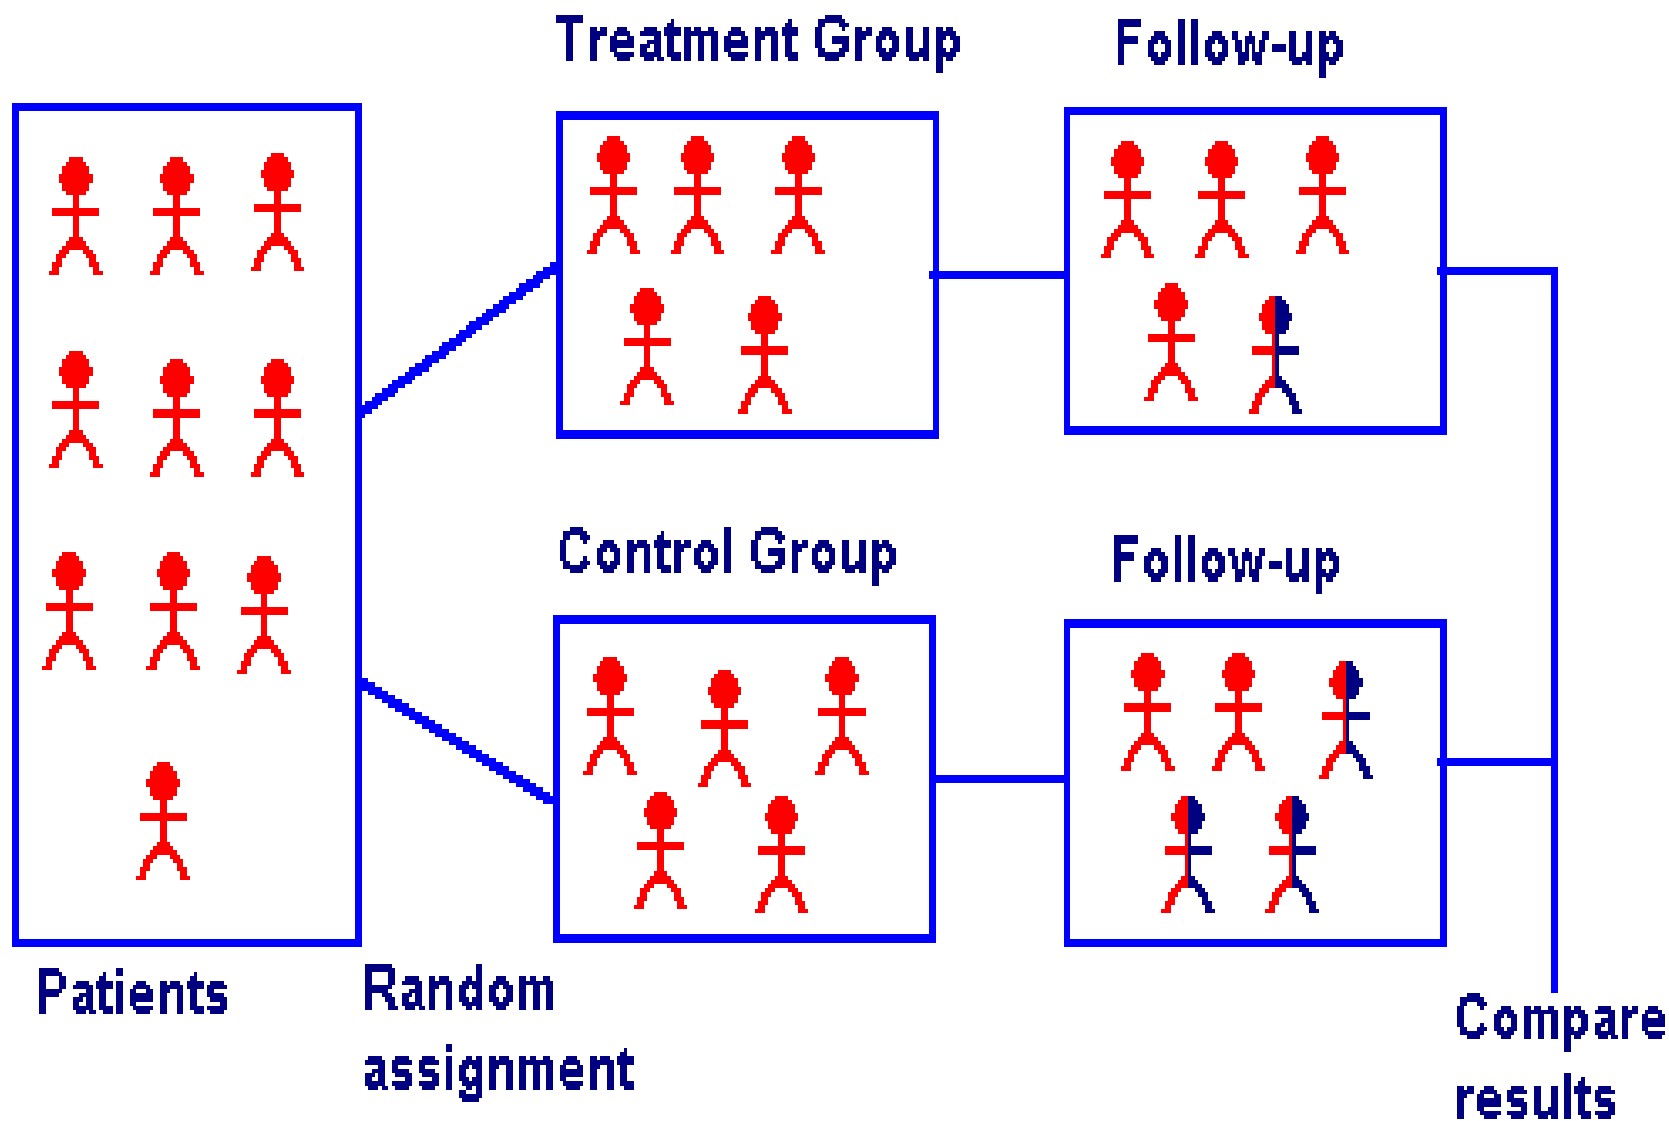 Treatment Group
Follow-up
Control Group
Follow-up
Patients
Random
assignment
Compare
results